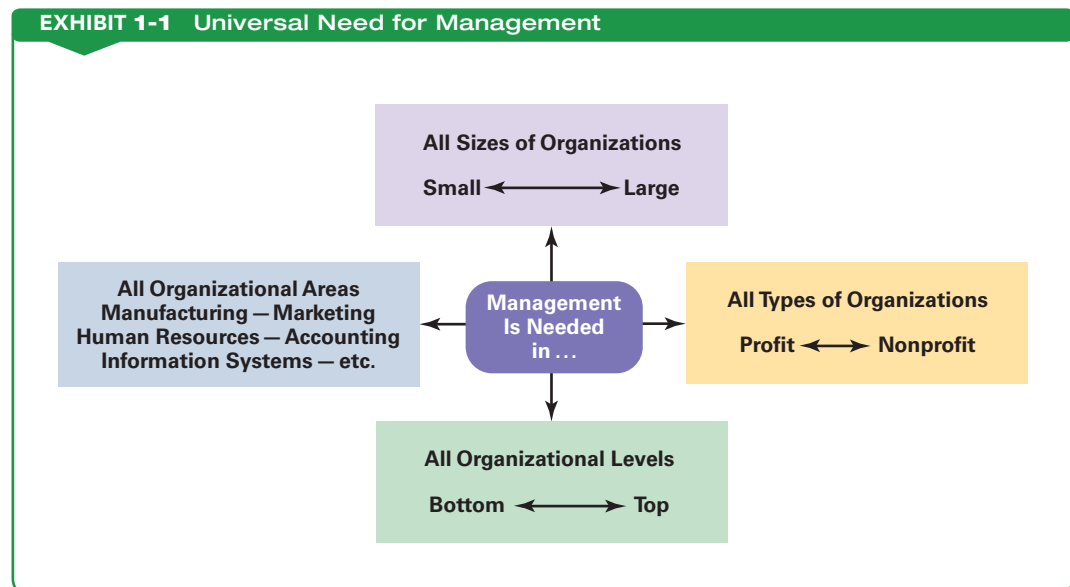 EXHIBIT 1-1 Universal Need for Management
All Sizes of Organizations
Small Large
All Organizational Areas
Manufacturing — Marketing
Human Resources — Accounting
Information Systems — etc.
Management
Is Needed
in ...
All Types of Organizations
Profit Nonprofit
All Organizational Levels
Bottom Top